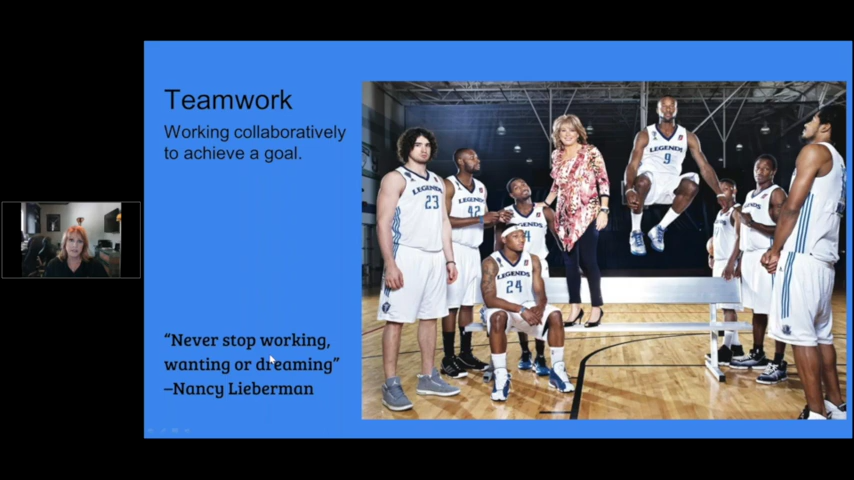 Teamwork
Working collaboratively
to achieve a goal.
“Never stop working,
wanting or dreaming”
–Nancy Lieberman
LEGENDS
23
LEGENDS
42
LEGENDS
24
LEGENDS
9
LEGENDS